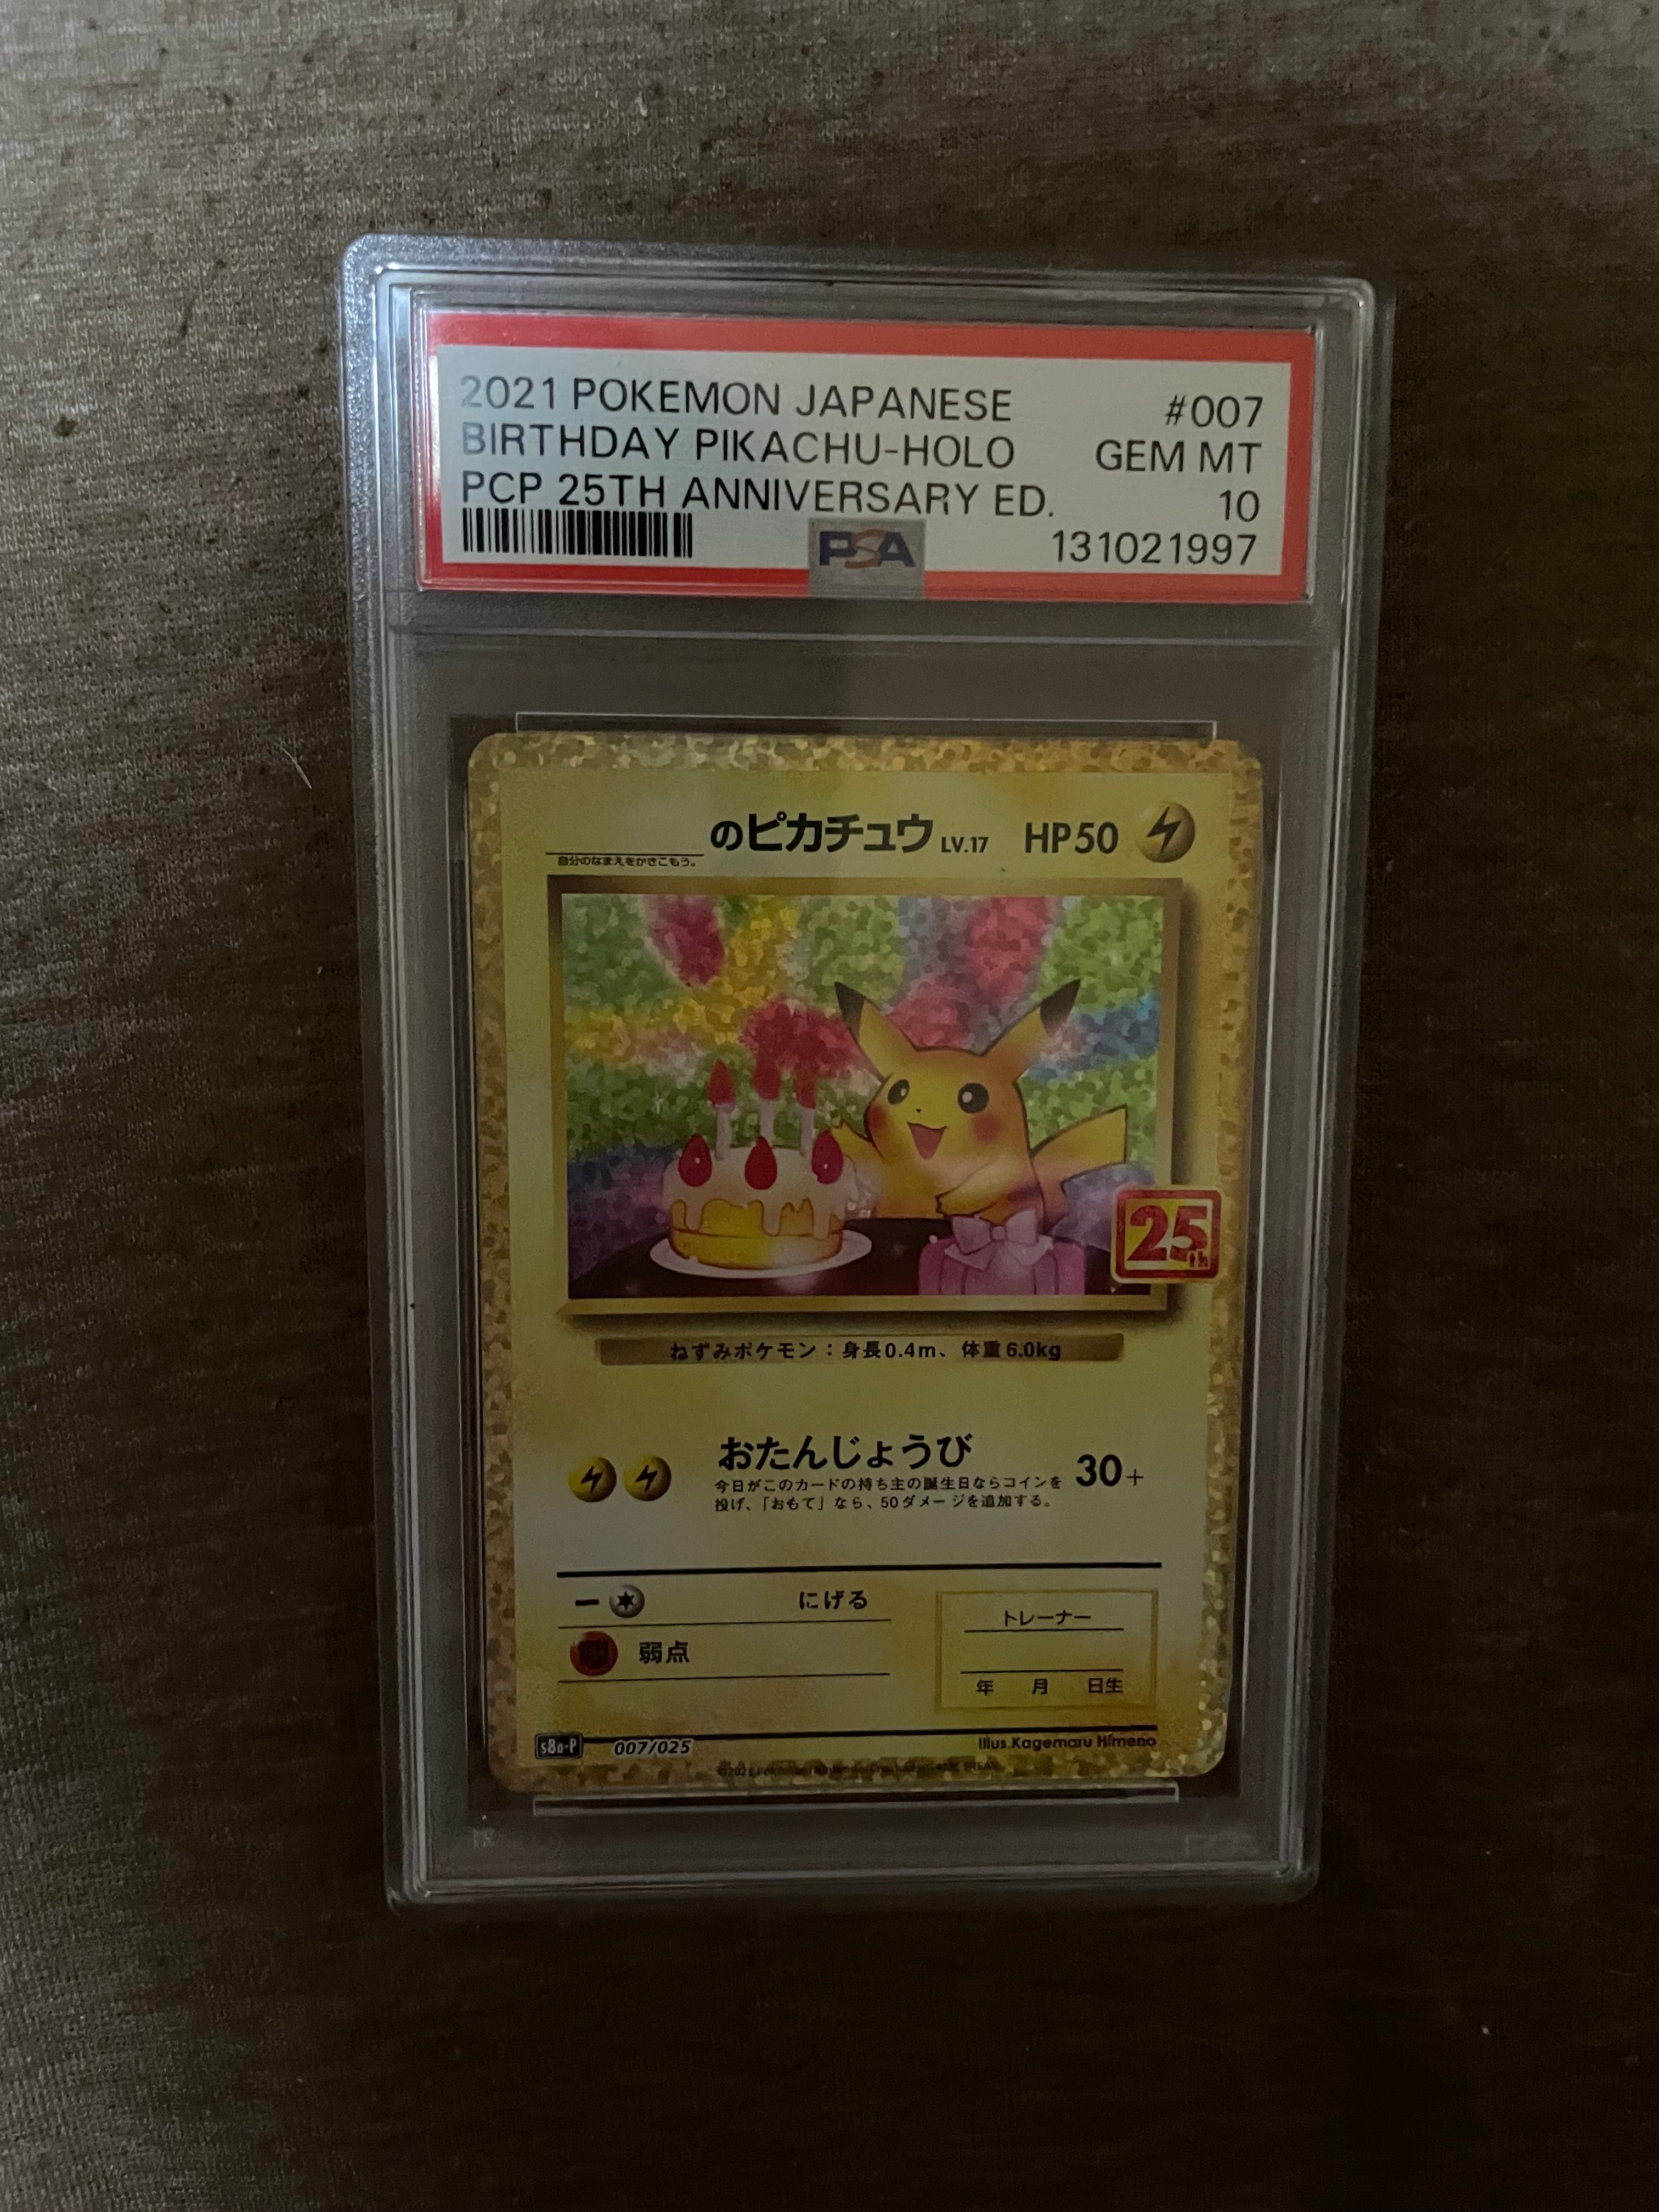 2021 POKEMON JAPANESE #007
BIRTHDAY PIKACHU-HOLO GEM MT
PCP 25TH ANNIVERSARY ED. 10
PSA 131021997
のピカチュウ LV.17 HP50
自分のなまえをかきこもう。
25th
ねずみポケモン：身長0.4m、体重6.0kg
おたんじょうび 30+
今日がこのカードの持ち主の誕生日ならコインを
投げ、「おもて」なら、50ダメージを追加する。
ー にげる
弱点
トレーナー
年 月 日生
s8a-P 007/025 Illus.Kagemaru Himeno
©2021